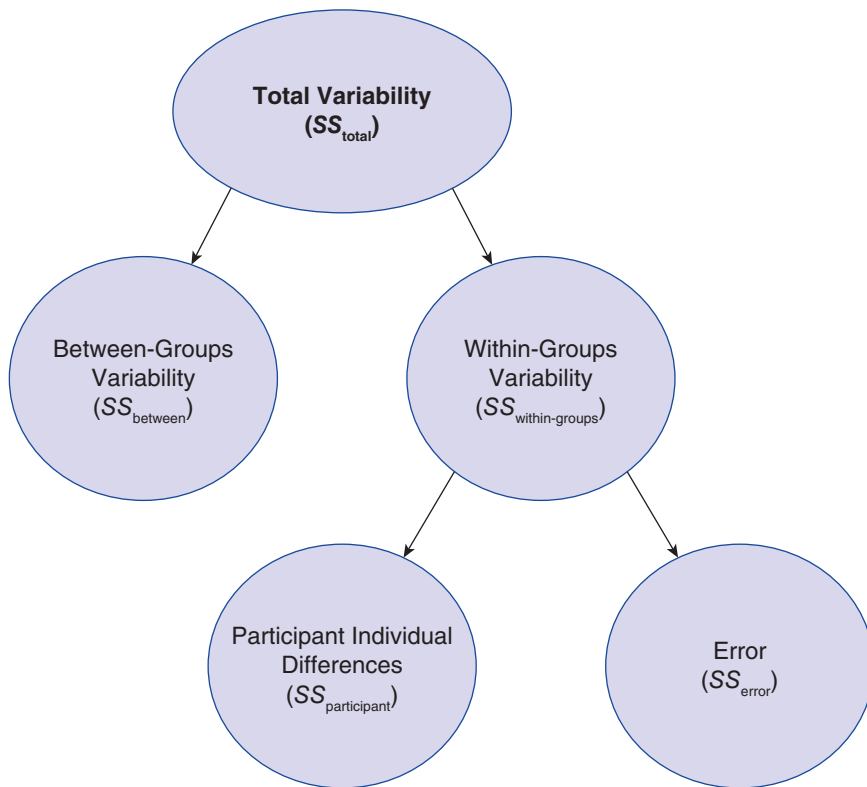 Total Variability
(SStotal)
Between-Groups
Variability
(SSbetween)
Within-Groups
Variability
(SSwithin-groups)
Participant Individual
Differences
(SSparticipant)
Error
(SSerror)